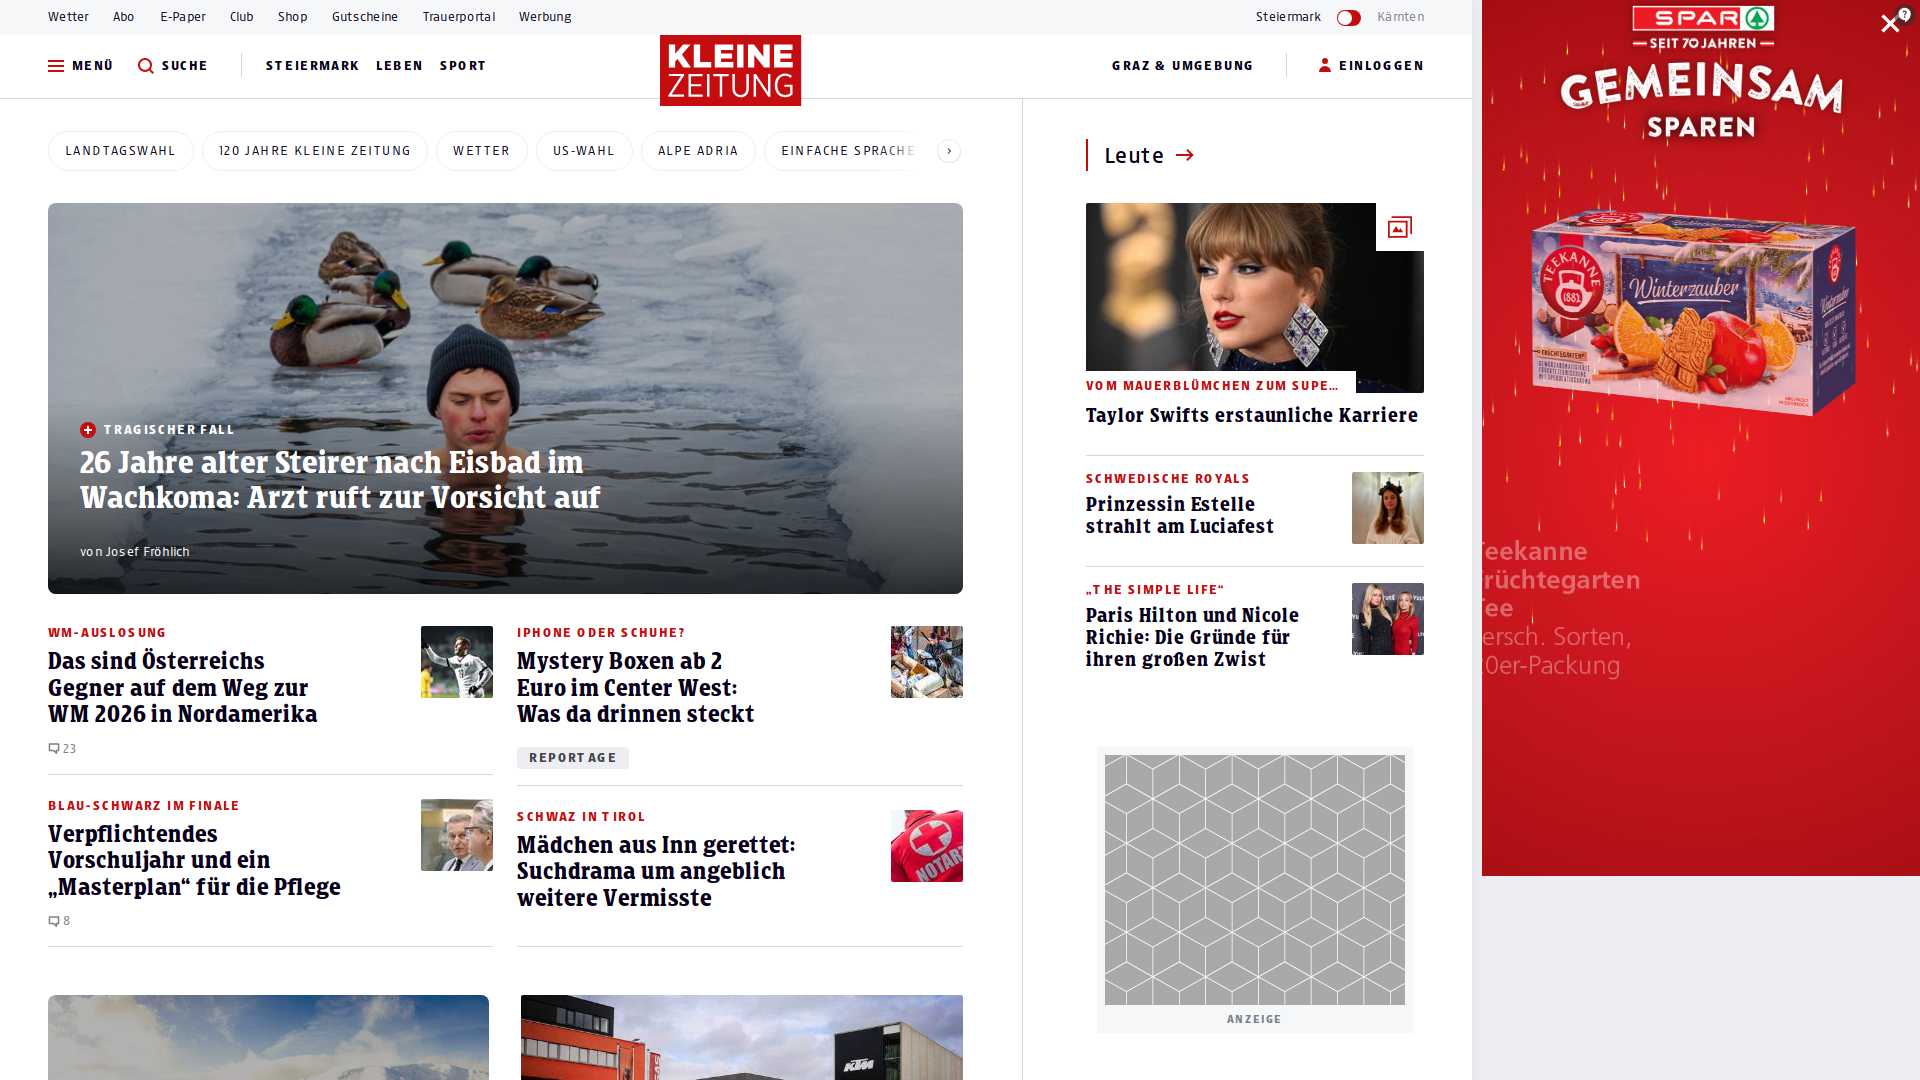 Wetter Abo E-Paper Club Shop Gutscheine Trauerportal Werbung
Steiermark Kärnten
MENÜ SUCHE STEIERMARK LEBEN SPORT
KLEINE
ZEITUNG
GRAZ & UMGEBUNG EINLOGGEN
LANDTAGSWAHL 120 JAHRE KLEINE ZEITUNG WETTER US-WAHL ALPE ADRIA EINFACHE SPRACHE
TRAGISCHER FALL
26 Jahre alter Steirer nach Eisbad im
Wachkoma: Arzt ruft zur Vorsicht auf
von Josef Fröhlich
WM-AUSLOSUNG
Das sind Österreichs
Gegner auf dem Weg zur
WM 2026 in Nordamerika
23
BLAU-SCHWARZ IM FINALE
Verpflichtendes
Vorschuljahr und ein
„Masterplan“ für die Pflege
8
IPHONE ODER SCHUHE?
Mystery Boxen ab 2
Euro im Center West:
Was da drinnen steckt
REPORTAGE
SCHWAZ IN TIROL
Mädchen aus Inn gerettet:
Suchdrama um angeblich
weitere Vermisste
NOTARZT
KTM
Leute
VOM MAUERBLÜMCHEN ZUM SUPE...
Taylor Swifts erstaunliche Karriere
SCHWEDISCHE ROYALS
Prinzessin Estelle
strahlt am Luciafest
„THE SIMPLE LIFE“
Paris Hilton und Nicole
Richie: Die Gründe für
ihren großen Zwist
ANZEIGE
SPAR
SEIT 70 JAHREN
GEMEINSAM
SPAREN
TEEKANNE
1882
Winterzauber
FRÜCHTEGARTEN
eekanne
rüchtegarten
ee
ersch. Sorten,
0er-Packung